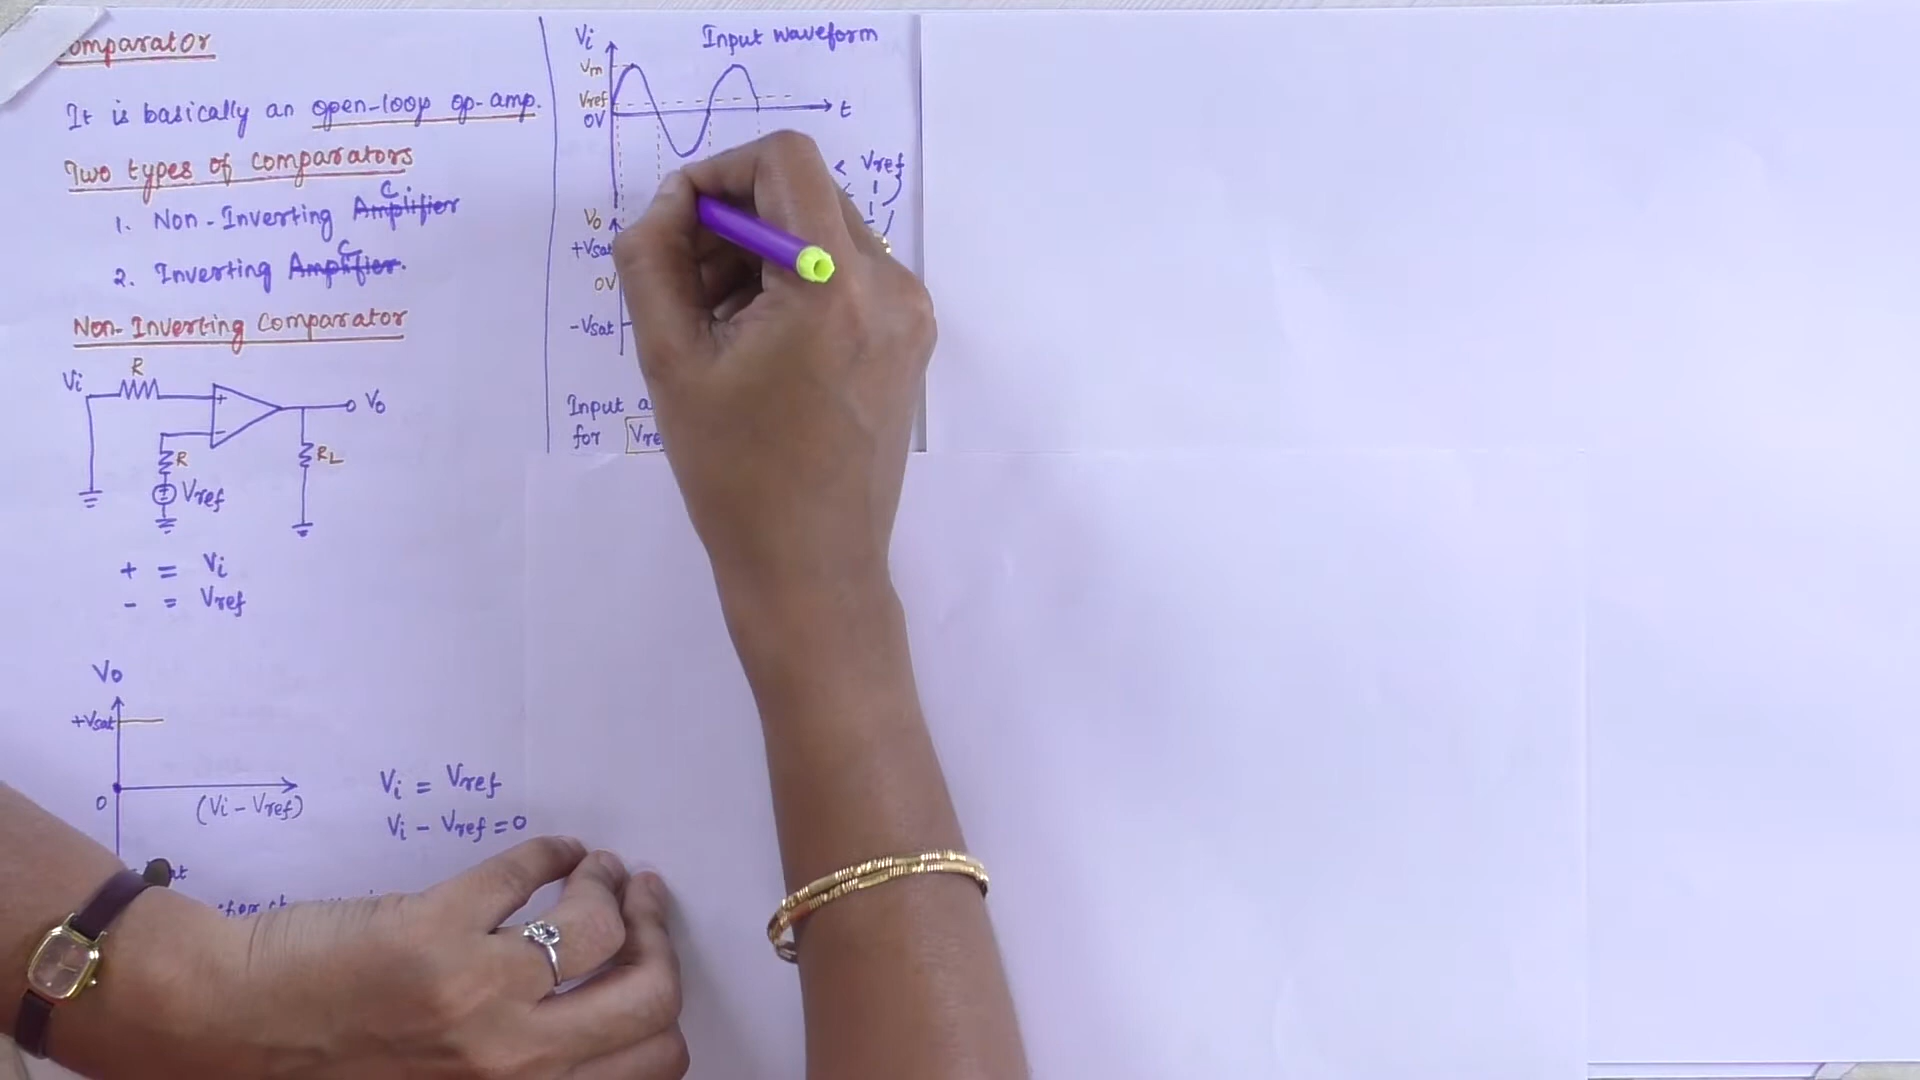 Comparator
It is basically an open-loop op-amp.
Two types of comparators
C.
1. Non-Inverting Amplifier
C
2. Inverting Amplifier.
Non-Inverting Comparator
R
Vi
+
-
Vo
R
RL
Vref
+ = Vi
- = Vref
Vo
+Vsat
0
(Vi - Vref)
Vi = Vref
Vi - Vref = 0
Vi
Input waveform
Vm
Vref
0V
t
< Vref
Vo
+Vsat
0V
-Vsat
Input
for